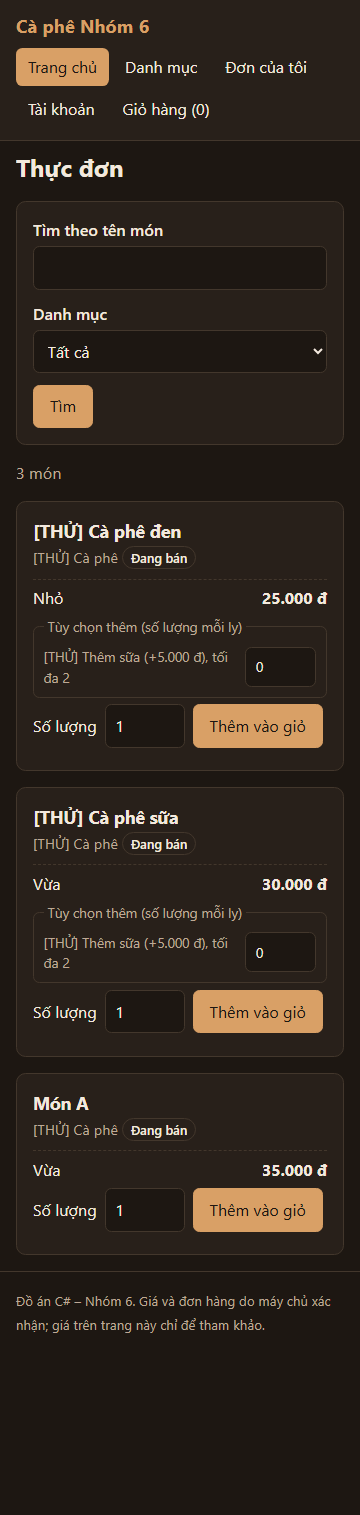 Cà phê Nhóm 6
Trang chủ Danh mục Đơn của tôi
Tài khoản Giỏ hàng (0)
Thực đơn
Tìm theo tên món
Danh mục
Tất cả
Tìm
3 món
[THỬ] Cà phê đen
[THỬ] Cà phê Đang bán
Nhỏ 25.000 đ
Tùy chọn thêm (số lượng mỗi ly)
[THỬ] Thêm sữa (+5.000 đ), tối
đa 2
0
Số lượng 1 Thêm vào giỏ
[THỬ] Cà phê sữa
[THỬ] Cà phê Đang bán
Vừa 30.000 đ
Tùy chọn thêm (số lượng mỗi ly)
[THỬ] Thêm sữa (+5.000 đ), tối
đa 2
0
Số lượng 1 Thêm vào giỏ
Món A
[THỬ] Cà phê Đang bán
Vừa 35.000 đ
Số lượng 1 Thêm vào giỏ
Đồ án C# – Nhóm 6. Giá và đơn hàng do máy chủ xác
nhận; giá trên trang này chỉ để tham khảo.